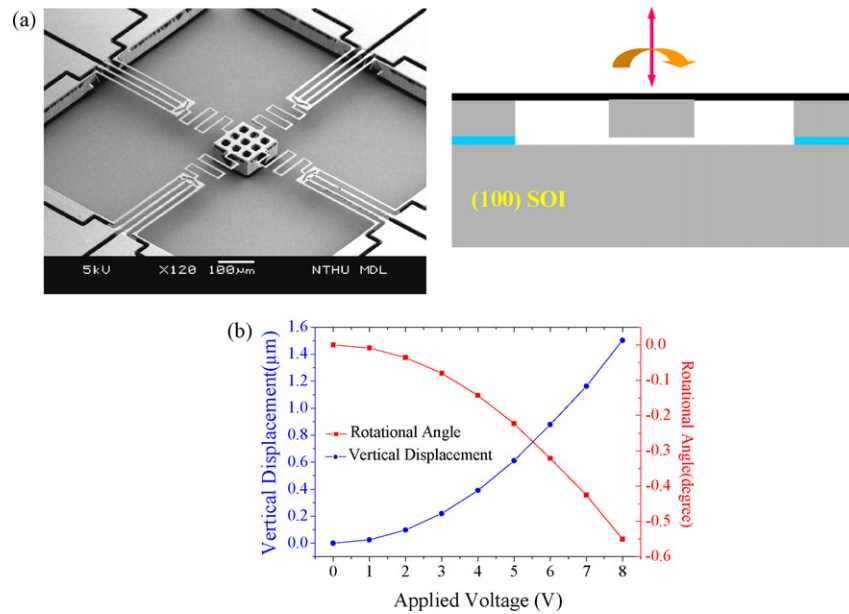 (a)
5kV X120 100μm NTHU MDL
(100) SOI
(b)
Vertical Displacement(μm)
1.6
1.4
1.2
1.0
0.8
0.6
0.4
0.2
0.0
Rotational Angle
Vertical Displacement
0.0
-0.1
-0.2
-0.3
-0.4
-0.5
-0.6
Rotational Angle(degree)
0 1 2 3 4 5 6 7 8
Applied Voltage (V)